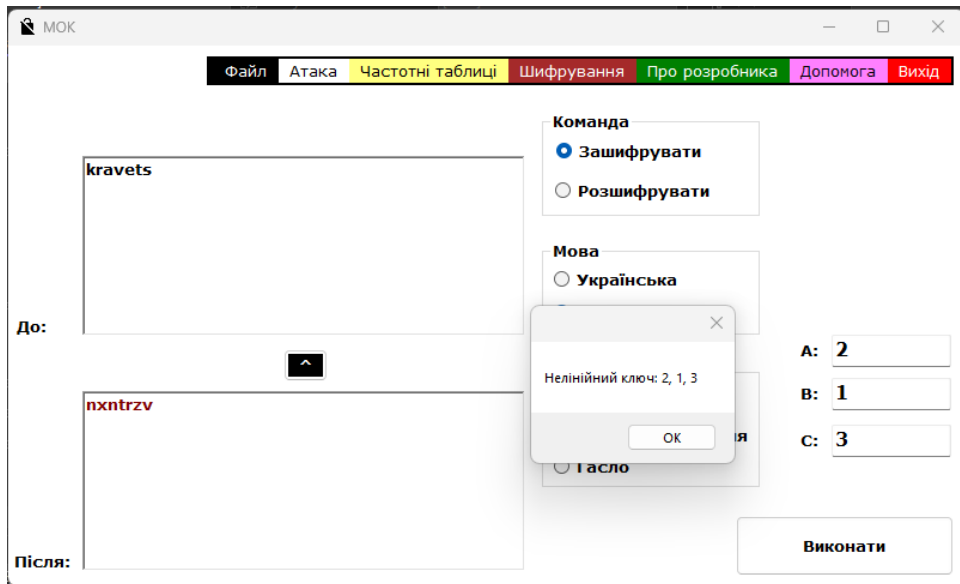 МОК
Файл Атака Частотні таблиці Шифрування Про розробника Допомога Вихід
Команда
Зашифрувати
Розшифрувати
kravets
До:
Мова
Українська
^
Нелінійний ключ: 2, 1, 3
OK
A: 2
B: 1
C: 3
nxntrzv
я
Гасло
Після:
Виконати